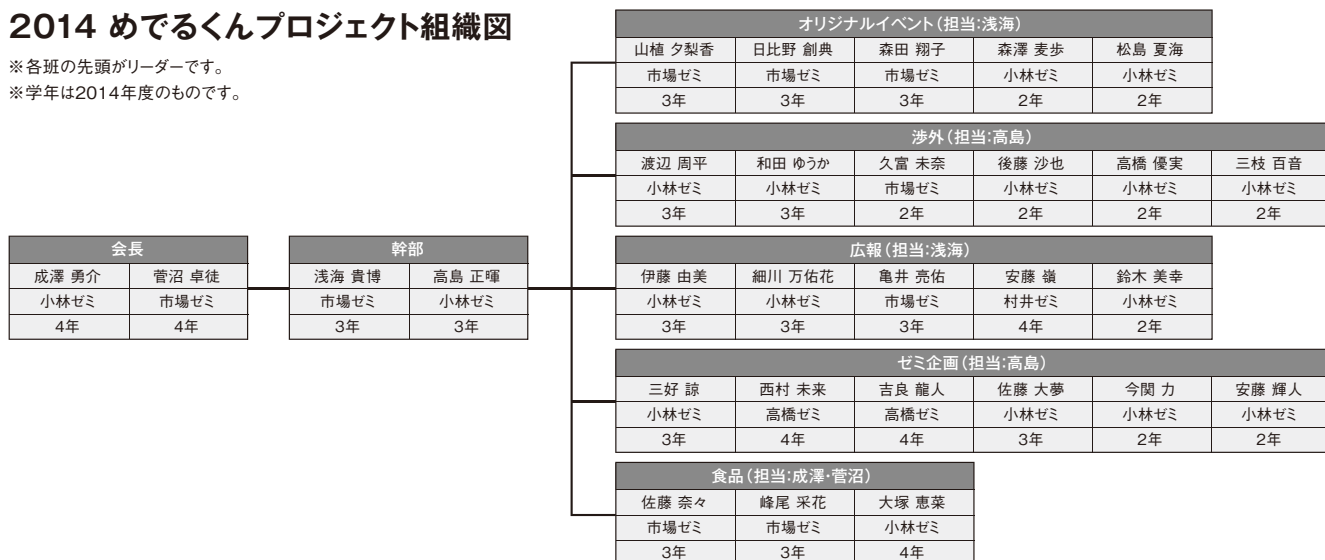 2014 めでるくんプロジェクト組織図
※各班の先頭がリーダーです。
※学年は2014年度のものです。
会長
成澤 勇介 菅沼 卓徒
小林ゼミ 市場ゼミ
4年 4年
幹部
浅海 貴博 高島 正暉
市場ゼミ 小林ゼミ
3年 3年
オリジナルイベント(担当:浅海)
山植 夕梨香 日比野 創典 森田 翔子 森澤 麦歩 松島 夏海
市場ゼミ 市場ゼミ 市場ゼミ 小林ゼミ 小林ゼミ
3年 3年 3年 2年 2年
渉外(担当:高島)
渡辺 周平 和田 ゆうか 久富 未奈 後藤 沙也 高橋 優実 三枝 百音
小林ゼミ 小林ゼミ 市場ゼミ 小林ゼミ 小林ゼミ 小林ゼミ
3年 3年 2年 2年 2年 2年
広報(担当:浅海)
伊藤 由美 細川 万佑花 亀井 亮佑 安藤 嶺 鈴木 美幸
小林ゼミ 小林ゼミ 市場ゼミ 村井ゼミ 小林ゼミ
3年 3年 3年 4年 2年
ゼミ企画(担当:高島)
三好 諒 西村 未来 吉良 龍人 佐藤 大夢 今関 力 安藤 輝人
小林ゼミ 高橋ゼミ 高橋ゼミ 小林ゼミ 小林ゼミ 小林ゼミ
3年 4年 4年 3年 2年 2年
食品(担当:成澤・菅沼)
佐藤 奈々 峰尾 采花 大塚 恵菜
市場ゼミ 市場ゼミ 小林ゼミ
3年 3年 4年